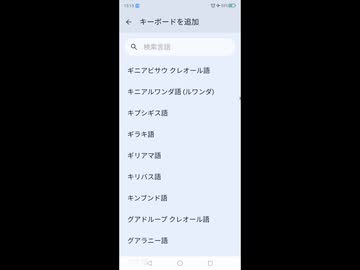 キーボードを追加
検索言語
ギニアビサウ クレオール語
キニアルワンダ語 (ルワンダ)
キプシギス語
ギラキ語
ギリアマ語
キリバス語
キンブンド語
グアドループ クレオール語
グアラニー語